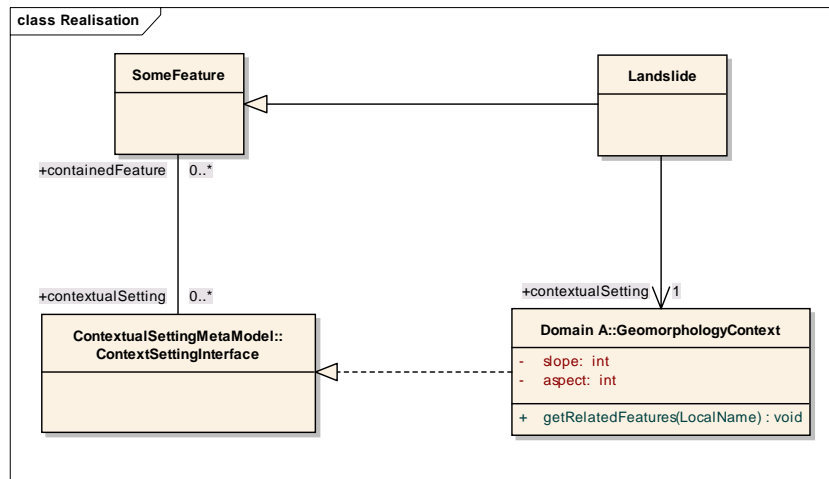 class Realisation
SomeFeature
Landslide
+containedFeature 0..*
+contextualSetting 0..*
+contextualSetting 1
ContextualSettingMetaModel::
ContextSettingInterface
Domain A::GeomorphologyContext
- slope: int
- aspect: int
+ getRelatedFeatures(LocalName) : void